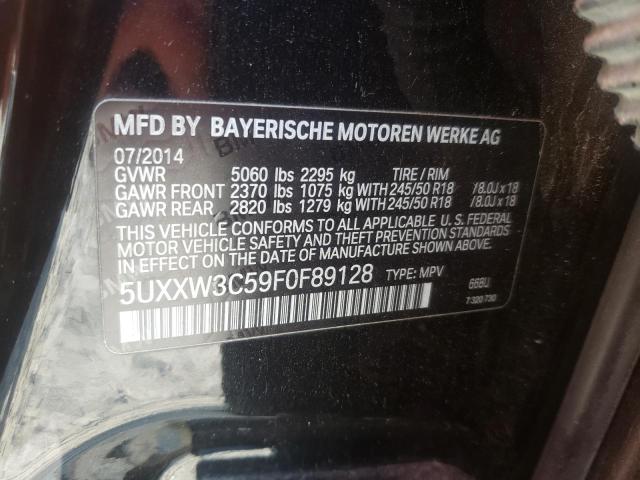 MFD BY BAYERISCHE MOTOREN WERKE AG
07/2014
GVWR 5060 lbs 2295 kg TIRE / RIM
GAWR FRONT 2370 lbs 1075 kg WITH 245/50 R18 /8.0J x 18
GAWR REAR 2820 lbs 1279 kg WITH 245/50 R18 /8.0J x 18
THIS VEHICLE CONFORMS TO ALL APPLICABLE U. S. FEDERAL
MOTOR VEHICLE SAFETY AND THEFT PREVENTION STANDARDS
IN EFFECT ON THE DATE OF MANUFACTURE SHOWN ABOVE.
5UXXW3C59F0F89128 TYPE: MPV 668U
7 320 730